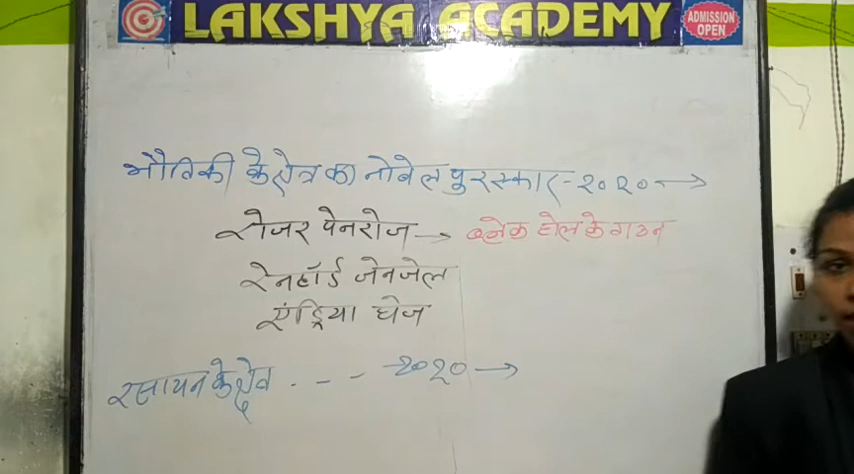 LAKSHYA ACADEMY
ADMISSION OPEN
भौतिकी के क्षेत्र का नोबेल पुरस्कार-२०२० →
रोजर पेनरोज → ब्लेक होल के गठन
रेनहॉर्ड जेनजेल
एंड्रिया घेज
रसायन के क्षेत्र . - - - २०२० →